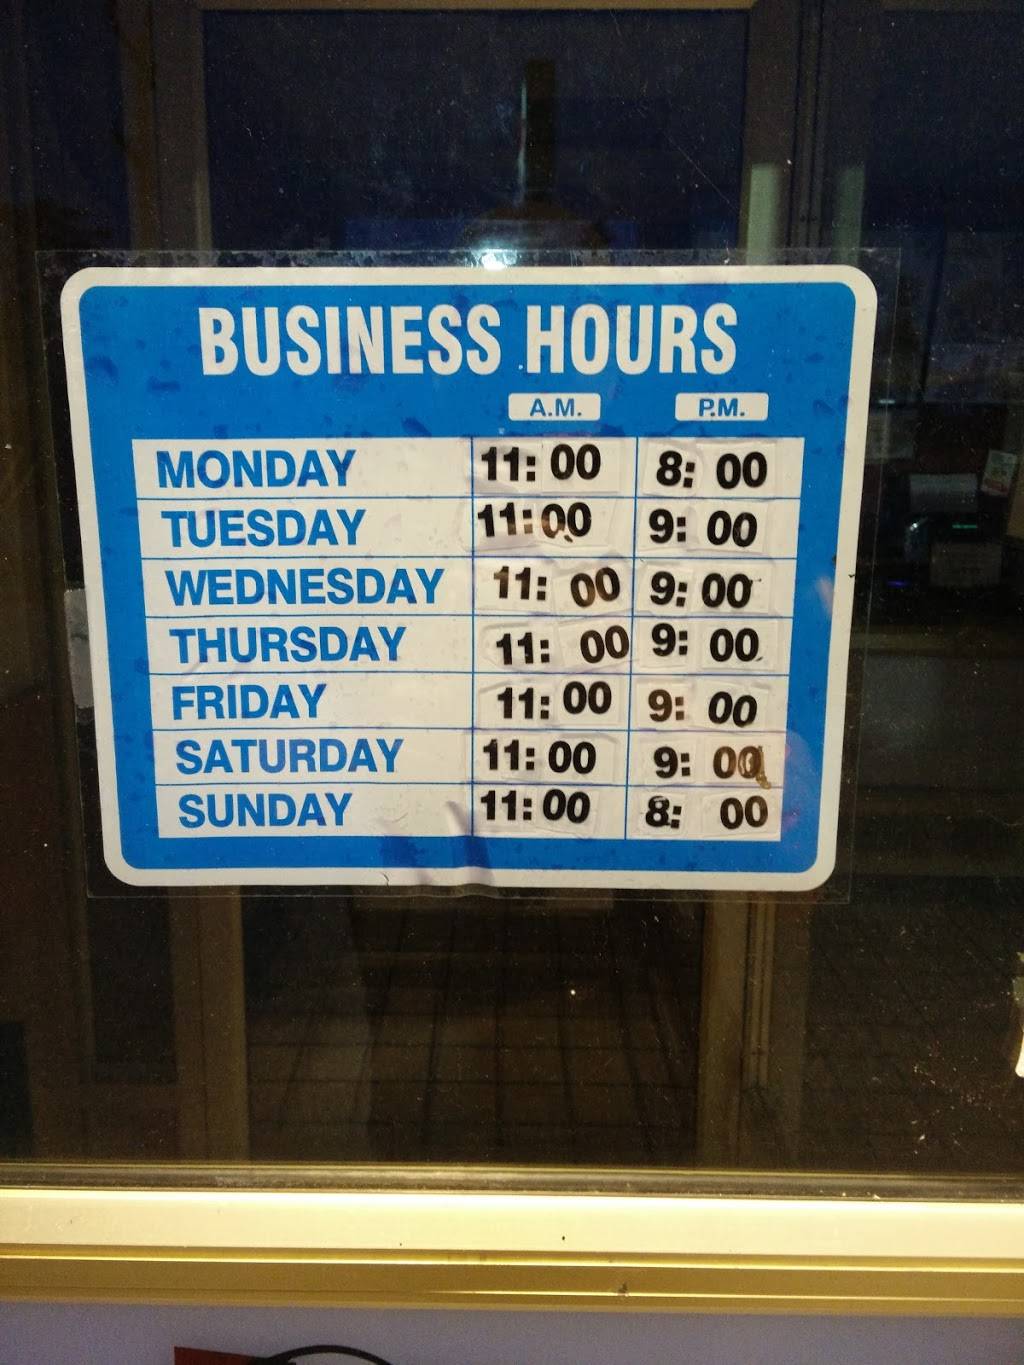 BUSINESS HOURS
A.M. P.M.
MONDAY 11:00 8:00
TUESDAY 11:00 9:00
WEDNESDAY 11:00 9:00
THURSDAY 11:00 9:00
FRIDAY 11:00 9:00
SATURDAY 11:00 9:00
SUNDAY 11:00 8:00